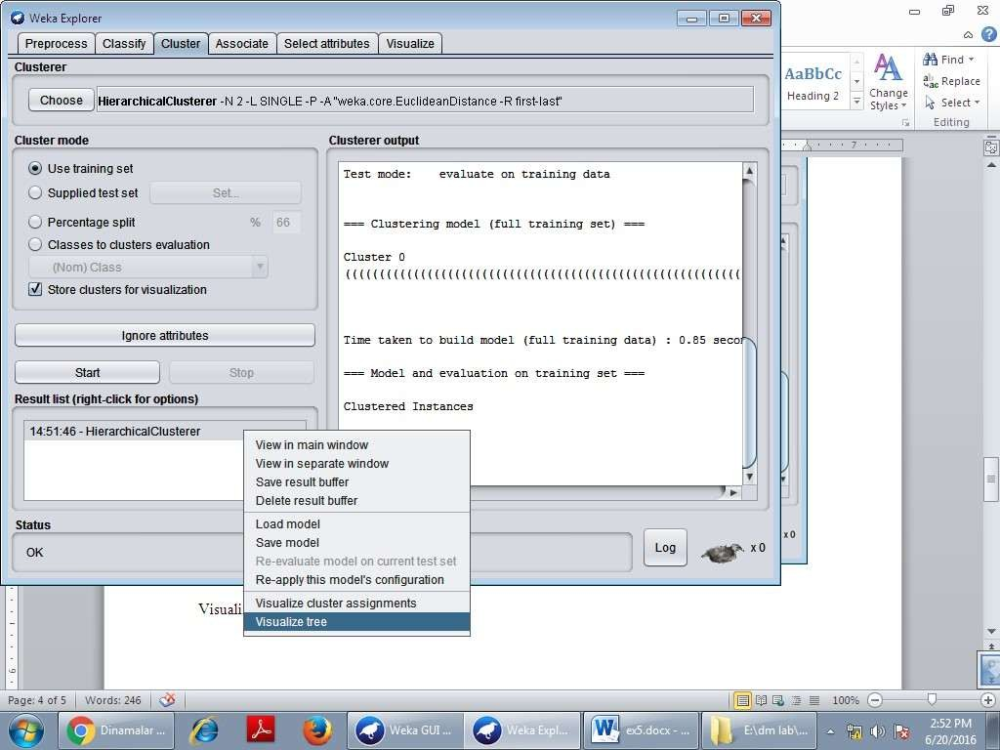 Weka Explorer
Preprocess Classify Cluster Associate Select attributes Visualize
Clusterer
Choose HierarchicalClusterer -N 2 -L SINGLE -P -A "weka.core.EuclideanDistance -R first-last"
Cluster mode
Use training set
Supplied test set Set...
Percentage split % 66
Classes to clusters evaluation
(Nom) Class
Store clusters for visualization
Ignore attributes
Start Stop
Result list (right-click for options)
14:51:46 - HierarchicalClusterer
Clusterer output
Test mode: evaluate on training data
=== Clustering model (full training set) ===
Cluster 0
((((((((((((((((((((((((((((((((((((((((((((((((((((((((((
Time taken to build model (full training data) : 0.85 secon
=== Model and evaluation on training set ===
Clustered Instances
View in main window
View in separate window
Save result buffer
Delete result buffer
Load model
Save model
Re-evaluate model on current test set
Re-apply this model's configuration
Visualize cluster assignments
Visualize tree
Status
OK
Log x 0
x 0
AaBbCc
Heading 2
Change
Styles
Find
Replace
Select
Editing
7
Visuali
Page: 4 of 5 Words: 246 100%
Dinamalar ... Weka GUI ... Weka Expl... ex5.docx - ... E:\dm lab\...
2:52 PM
6/20/2016